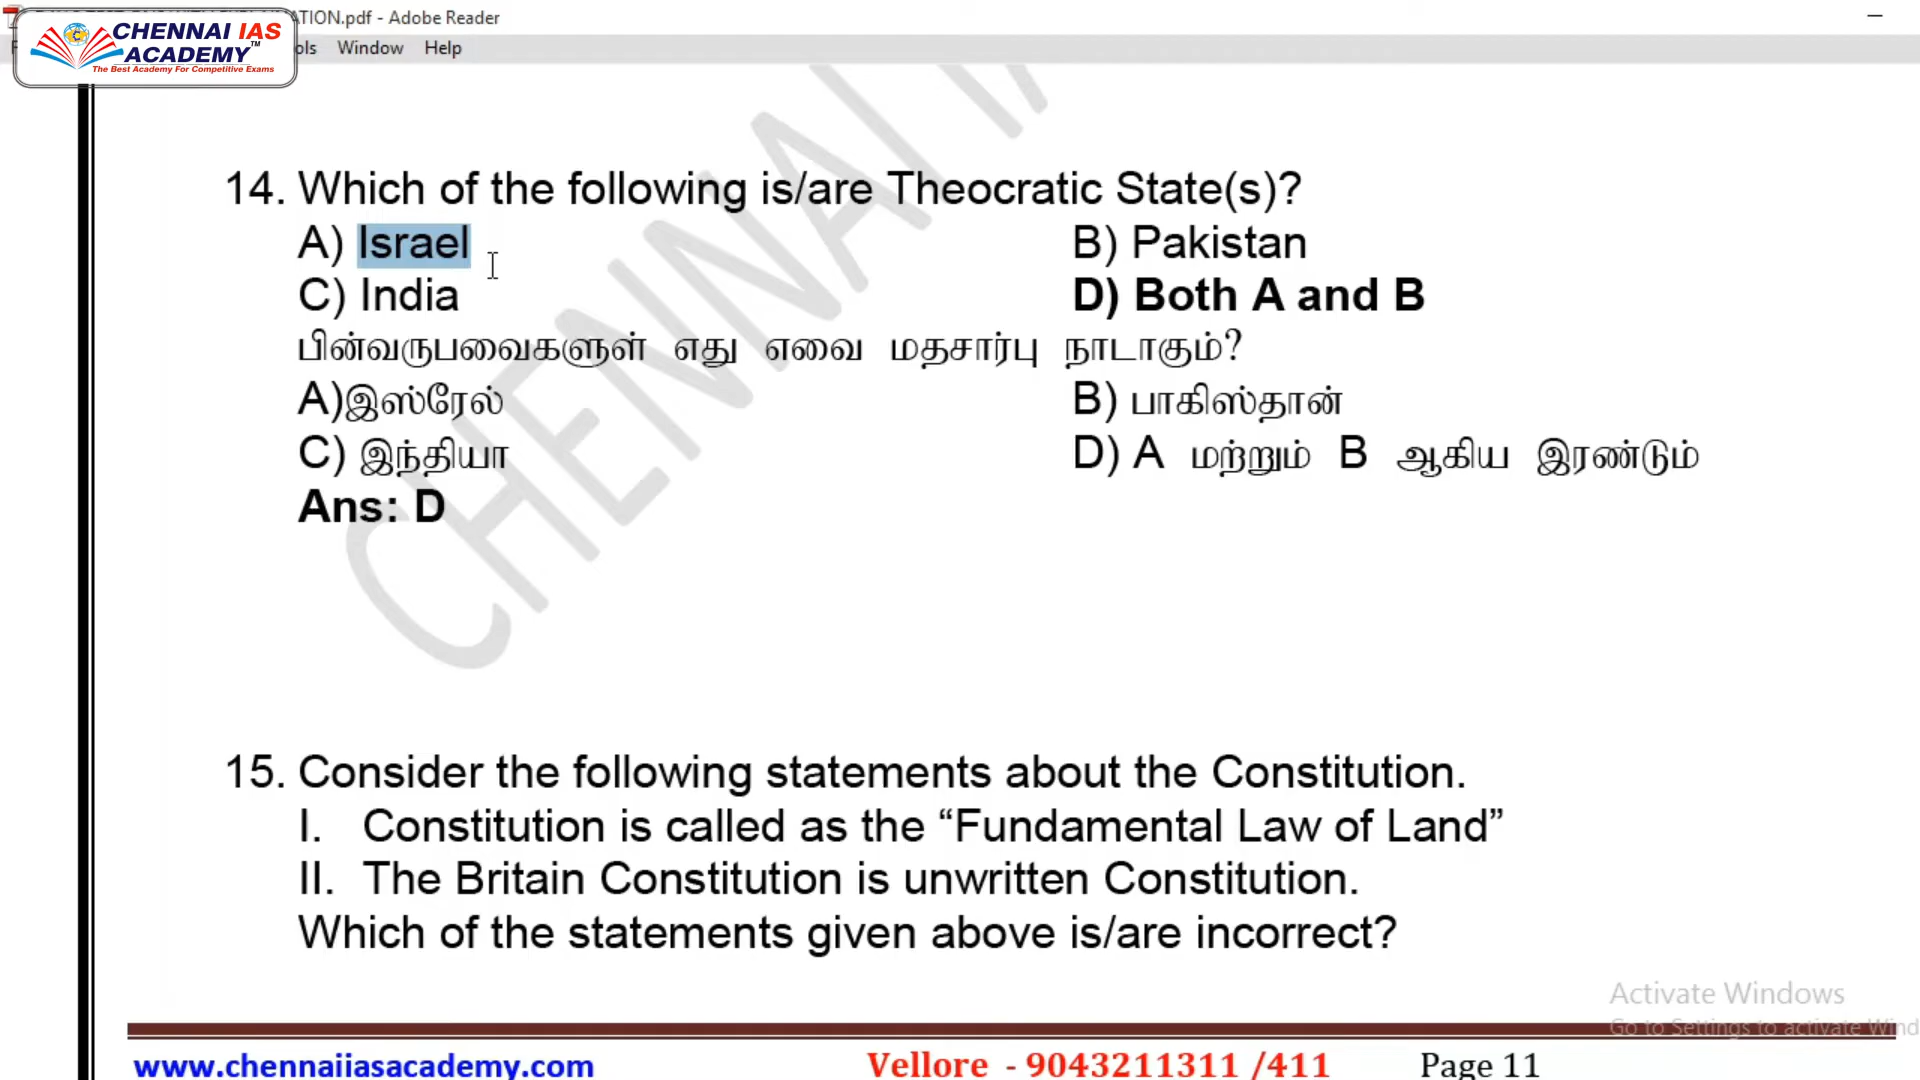 TION.pdf - Adobe Reader
CHENNAI IAS
ACADEMY™
The Best Academy For Competitive Exams
ols Window Help
CHENNAI IA
14. Which of the following is/are Theocratic State(s)?
A) Israel B) Pakistan
C) India D) Both A and B
பின்வருபவைகளுள் எது எவை மதசார்பு நாடாகும்?
A)இஸ்ரேல் B) பாகிஸ்தான்
C) இந்தியா D) A மற்றும் B ஆகிய இரண்டும்
Ans: D
15. Consider the following statements about the Constitution.
I. Constitution is called as the “Fundamental Law of Land”
II. The Britain Constitution is unwritten Constitution.
Which of the statements given above is/are incorrect?
Activate Windows
Go to Settings to activate Wind
www.chennaiiasacademy.com Vellore - 9043211311 /411 Page 11